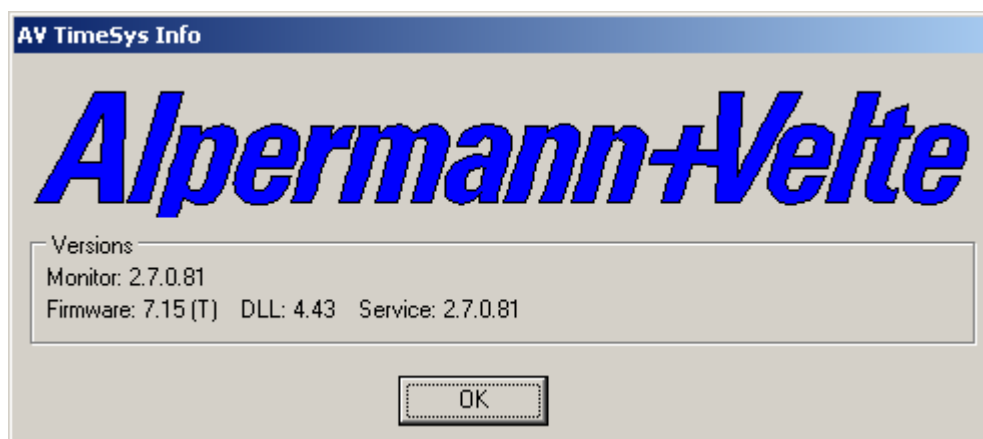 AV TimeSys Info
Alpermann+Velte
Versions
Monitor: 2.7.0.81
Firmware: 7.15 (T) DLL: 4.43 Service: 2.7.0.81
OK